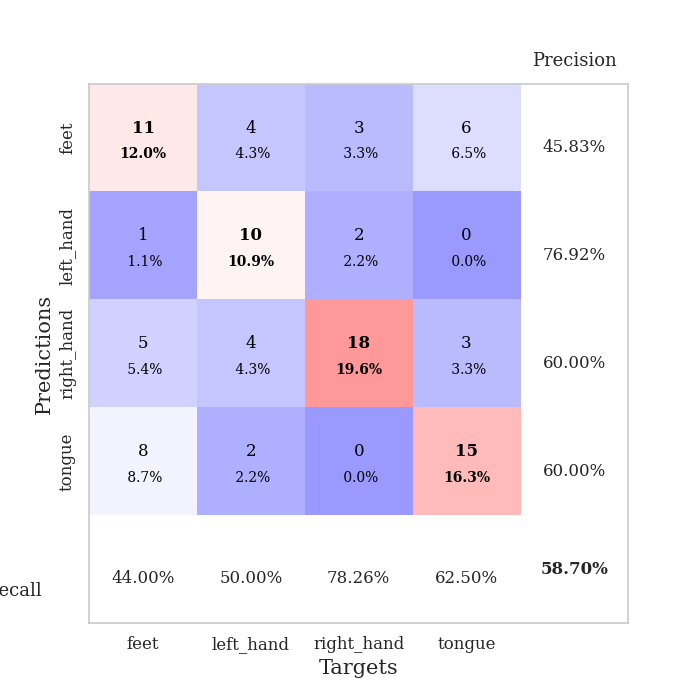 Precision
feet
11 4 3 6
12.0% 4.3% 3.3% 6.5% 45.83%
left_hand
1 10 2 0
1.1% 10.9% 2.2% 0.0% 76.92%
Predictions
right_hand
5 4 18 3
5.4% 4.3% 19.6% 3.3% 60.00%
tongue
8 2 0 15
8.7% 2.2% 0.0% 16.3% 60.00%
ecall 44.00% 50.00% 78.26% 62.50% 58.70%
feet left_hand right_hand tongue
Targets